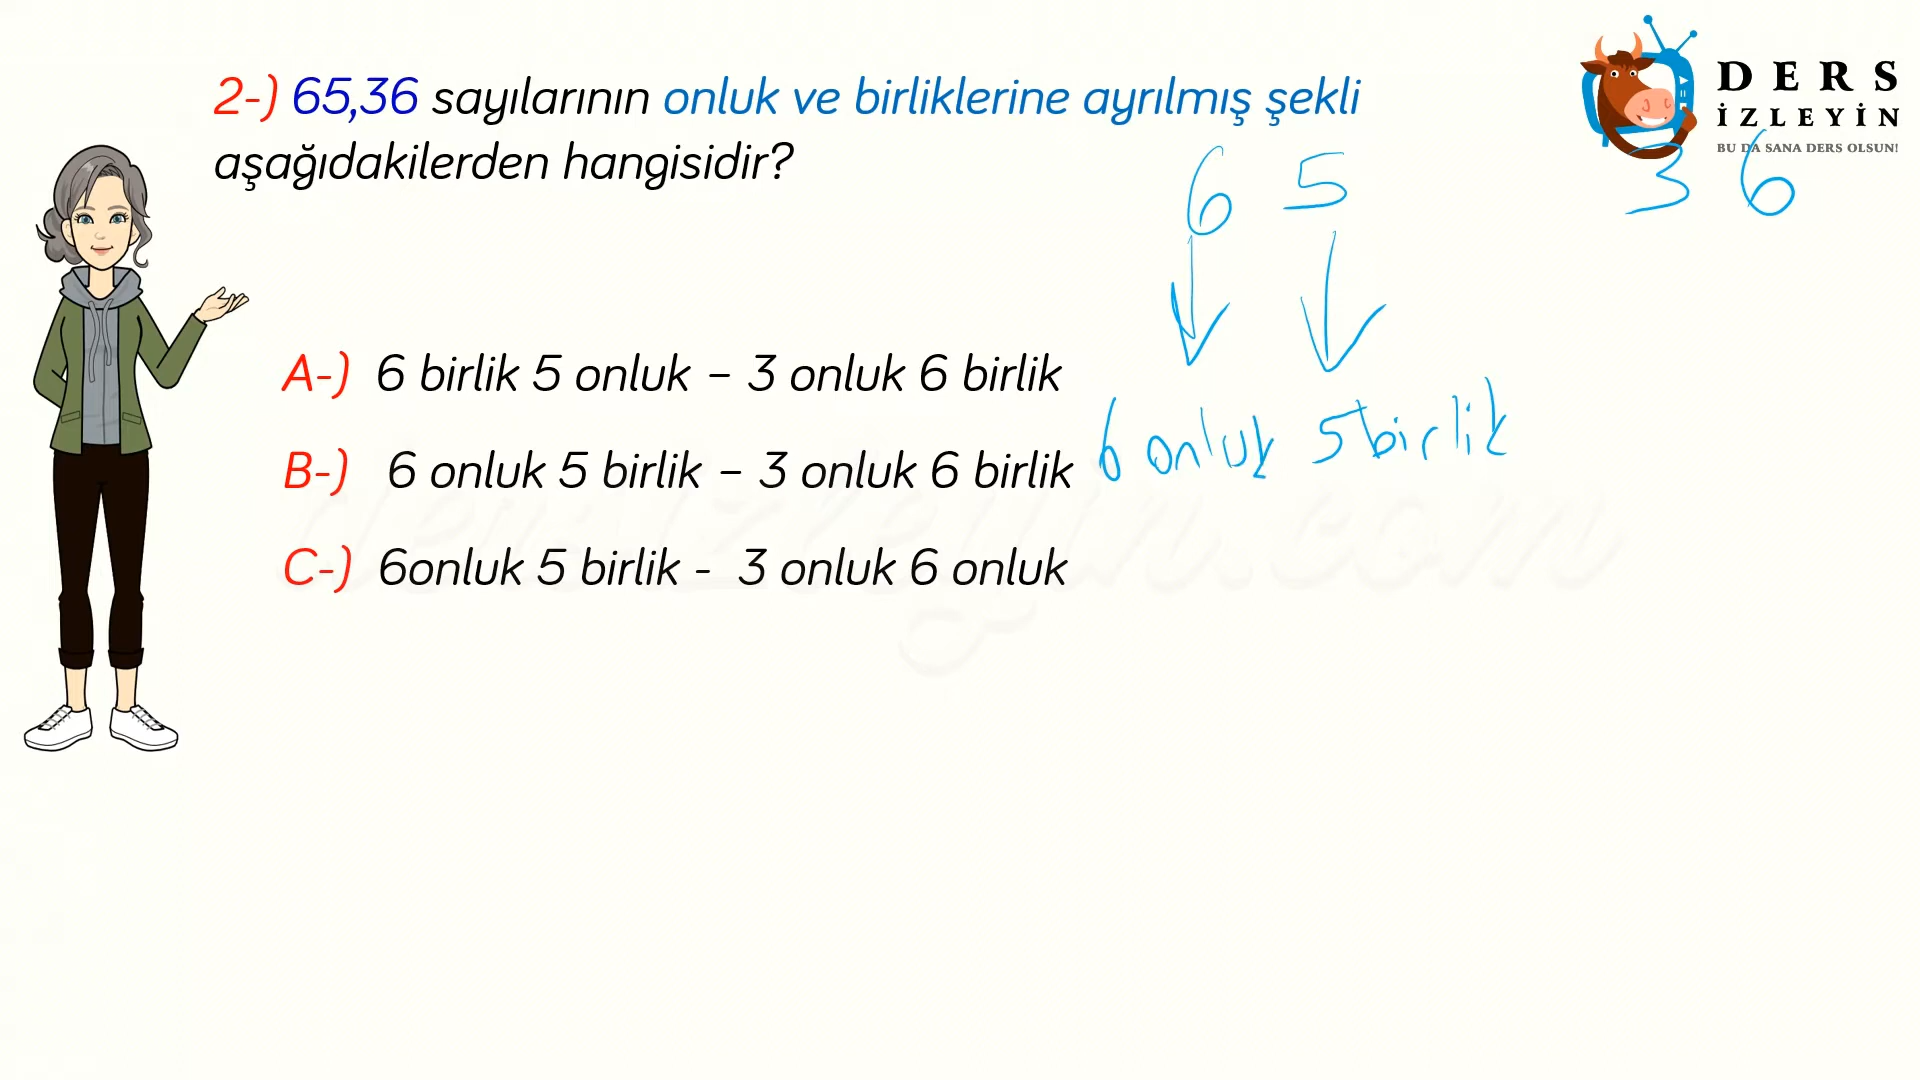 2-) 65,36 sayılarının onluk ve birliklerine ayrılmış şekli
aşağıdakilerden hangisidir?
DERS
İZLEYİN
BU DA SANA DERS OLSUN!
6 5
3 6
A-) 6 birlik 5 onluk – 3 onluk 6 birlik
B-) 6 onluk 5 birlik – 3 onluk 6 birlik
6 onluk 5 birlik
C-) 6onluk 5 birlik - 3 onluk 6 onluk
dersizleyin.com